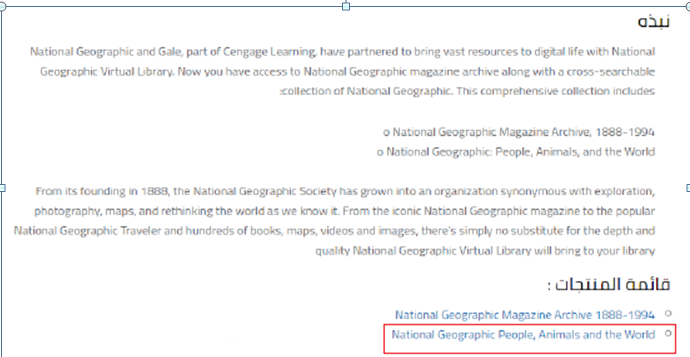 نبذه
National Geographic and Gale, part of Cengage Learning, have partnered to bring vast resources to digital life with National
Geographic Virtual Library. Now you have access to National Geographic magazine archive along with a cross-searchable
:collection of National Geographic. This comprehensive collection includes
o National Geographic Magazine Archive, 1888-1994
o National Geographic: People, Animals, and the World
From its founding in 1888, the National Geographic Society has grown into an organization synonymous with exploration,
photography, maps, and rethinking the world as we know it. From the iconic National Geographic magazine to the popular
National Geographic Traveler and hundreds of books, maps, videos and images, there's simply no substitute for the depth and
quality National Geographic Virtual Library will bring to your library
قائمة المنتجات :
National Geographic Magazine Archive 1888-1994
National Geographic People, Animals and the World